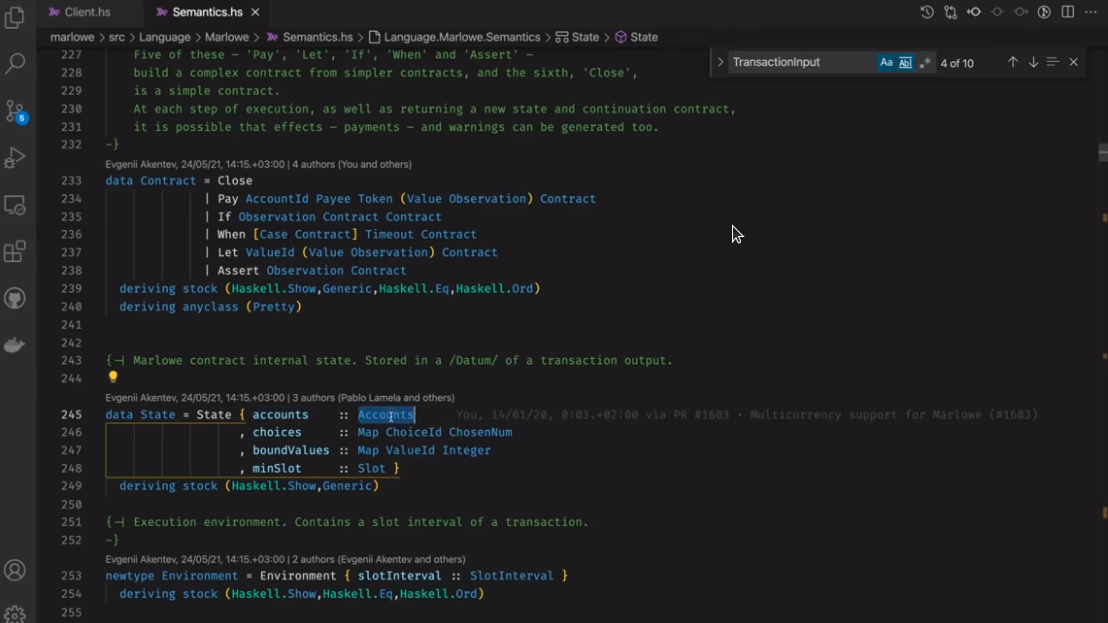 Client.hs
Semantics.hs
marlowe > src > Language > Marlowe > Semantics.hs > Language.Marlowe.Semantics > State > State
TransactionInput
Aa
Abl
.*
4 of 10
5
227 Five of these – 'Pay', 'Let', 'If', 'When' and 'Assert' –
228 build a complex contract from simpler contracts, and the sixth, 'Close',
229 is a simple contract.
230 At each step of execution, as well as returning a new state and continuation contract,
231 it is possible that effects – payments – and warnings can be generated too.
232 -}
Evgenii Akentev, 24/05/21, 14:15.+03:00 | 4 authors (You and others)
233 data Contract = Close
234 | Pay AccountId Payee Token (Value Observation) Contract
235 | If Observation Contract Contract
236 | When [Case Contract] Timeout Contract
237 | Let ValueId (Value Observation) Contract
238 | Assert Observation Contract
239 deriving stock (Haskell.Show,Generic,Haskell.Eq,Haskell.Ord)
240 deriving anyclass (Pretty)
241
242
243 {-| Marlowe contract internal state. Stored in a /Datum/ of a transaction output.
244
Evgenii Akentev, 24/05/21, 14:15.+03:00 | 3 authors (Pablo Lamela and others)
245 data State = State { accounts :: Accounts You, 14/01/20, 0:03.+02:00 via PR #1603 • Multicurrency support for Marlowe (#1603)
246 , choices :: Map ChoiceId ChosenNum
247 , boundValues :: Map ValueId Integer
248 , minSlot :: Slot }
249 deriving stock (Haskell.Show,Generic)
250
251 {-| Execution environment. Contains a slot interval of a transaction.
252 -}
Evgenii Akentev, 24/05/21, 14:15.+03:00 | 2 authors (Evgenii Akentev and others)
253 newtype Environment = Environment { slotInterval :: SlotInterval }
254 deriving stock (Haskell.Show,Haskell.Eq,Haskell.Ord)
255